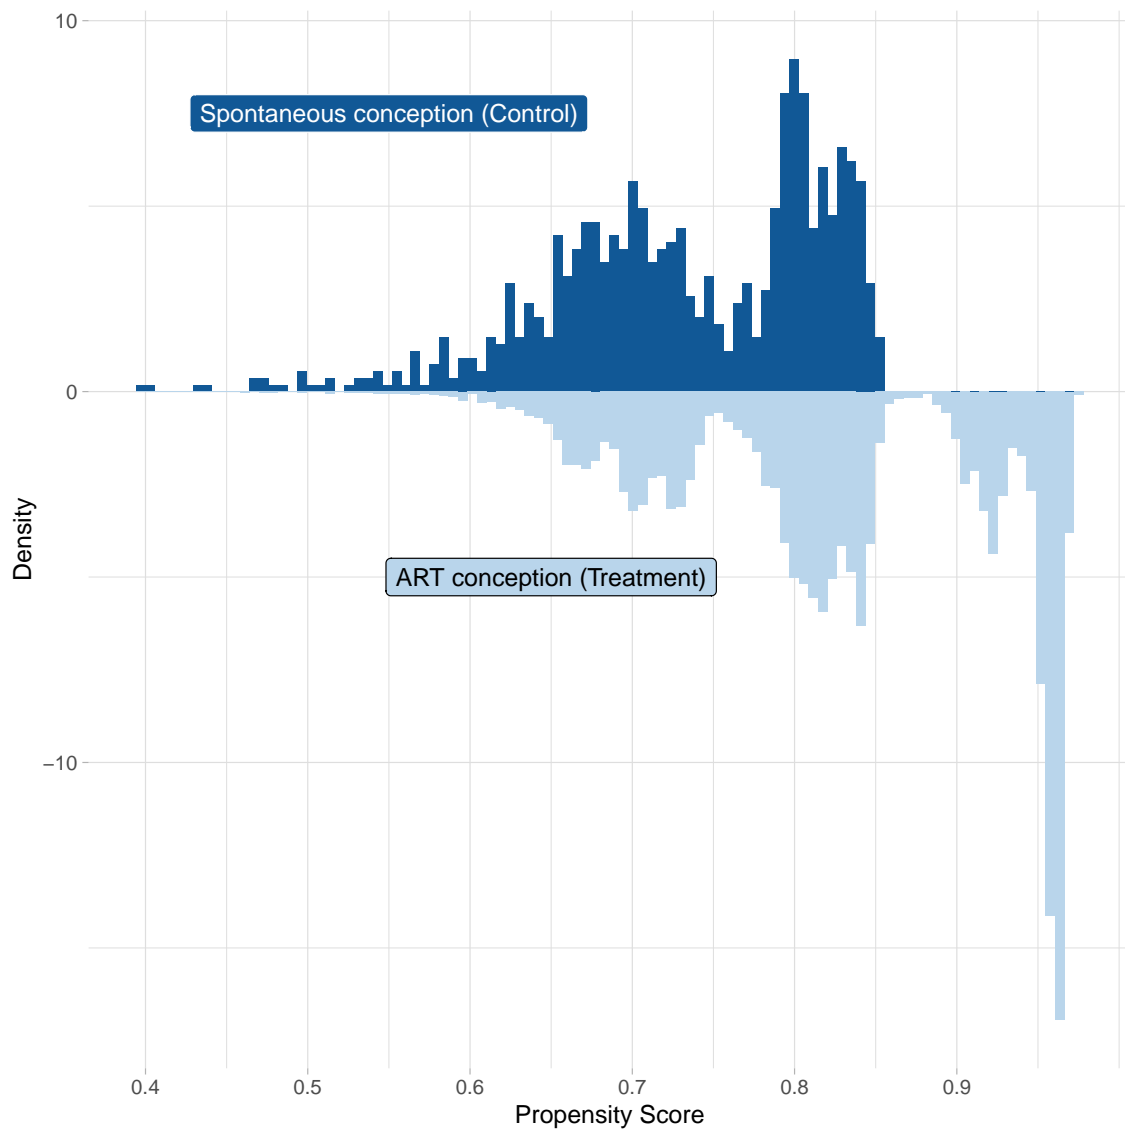 10
Spontaneous conception (Control)
0
Density
ART conception (Treatment)
−10
0.4 0.5 0.6 0.7 0.8 0.9
Propensity Score